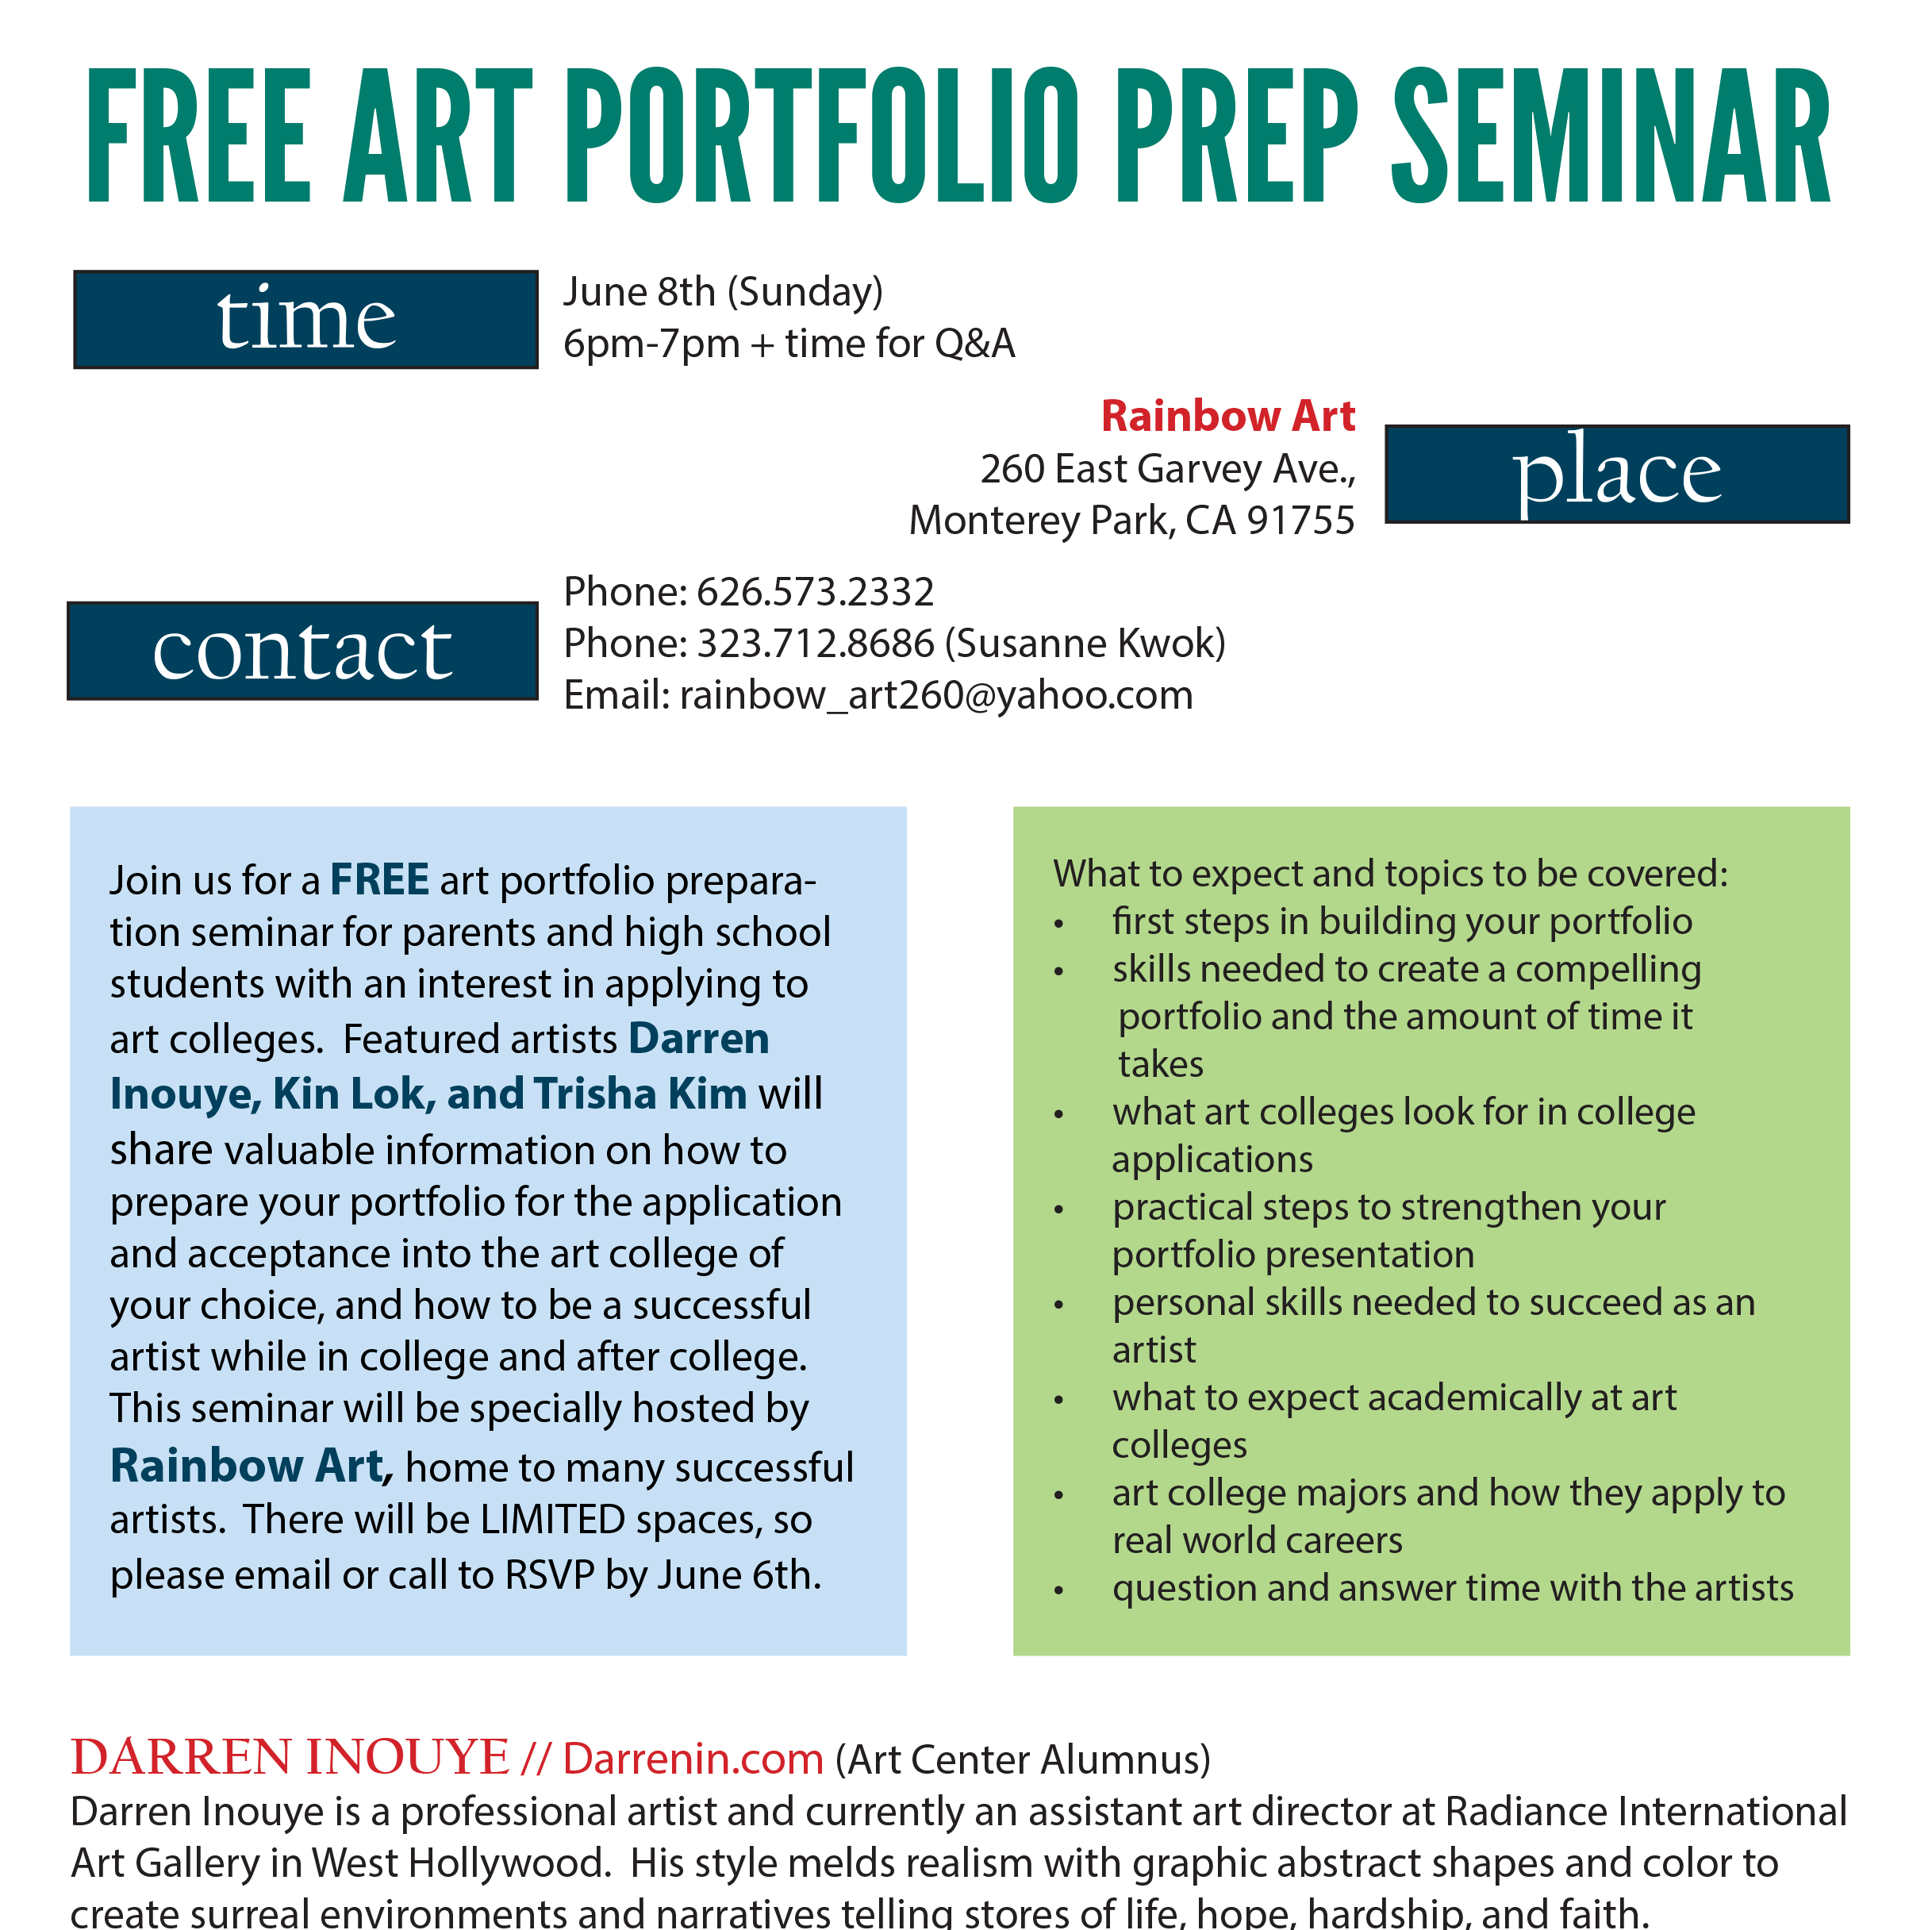 FREE ART PORTFOLIO PREP SEMINAR
time
June 8th (Sunday)
6pm-7pm + time for Q&A
Rainbow Art
260 East Garvey Ave.,
Monterey Park, CA 91755
place
contact
Phone: 626.573.2332
Phone: 323.712.8686 (Susanne Kwok)
Email: rainbow_art260@yahoo.com
Join us for a FREE art portfolio prepara-
tion seminar for parents and high school
students with an interest in applying to
art colleges.  Featured artists Darren
Inouye, Kin Lok, and Trisha Kim will
share valuable information on how to
prepare your portfolio for the application
and acceptance into the art college of
your choice, and how to be a successful
artist while in college and after college.
This seminar will be specially hosted by
Rainbow Art, home to many successful
artists.  There will be LIMITED spaces, so
please email or call to RSVP by June 6th.
What to expect and topics to be covered:
• first steps in building your portfolio
• skills needed to create a compelling
portfolio and the amount of time it
takes
• what art colleges look for in college
applications
• practical steps to strengthen your
portfolio presentation
• personal skills needed to succeed as an
artist
• what to expect academically at art
colleges
• art college majors and how they apply to
real world careers
• question and answer time with the artists
DARREN INOUYE // Darrenin.com (Art Center Alumnus)
Darren Inouye is a professional artist and currently an assistant art director at Radiance International
Art Gallery in West Hollywood.  His style melds realism with graphic abstract shapes and color to
create surreal environments and narratives telling stores of life, hope, hardship, and faith.